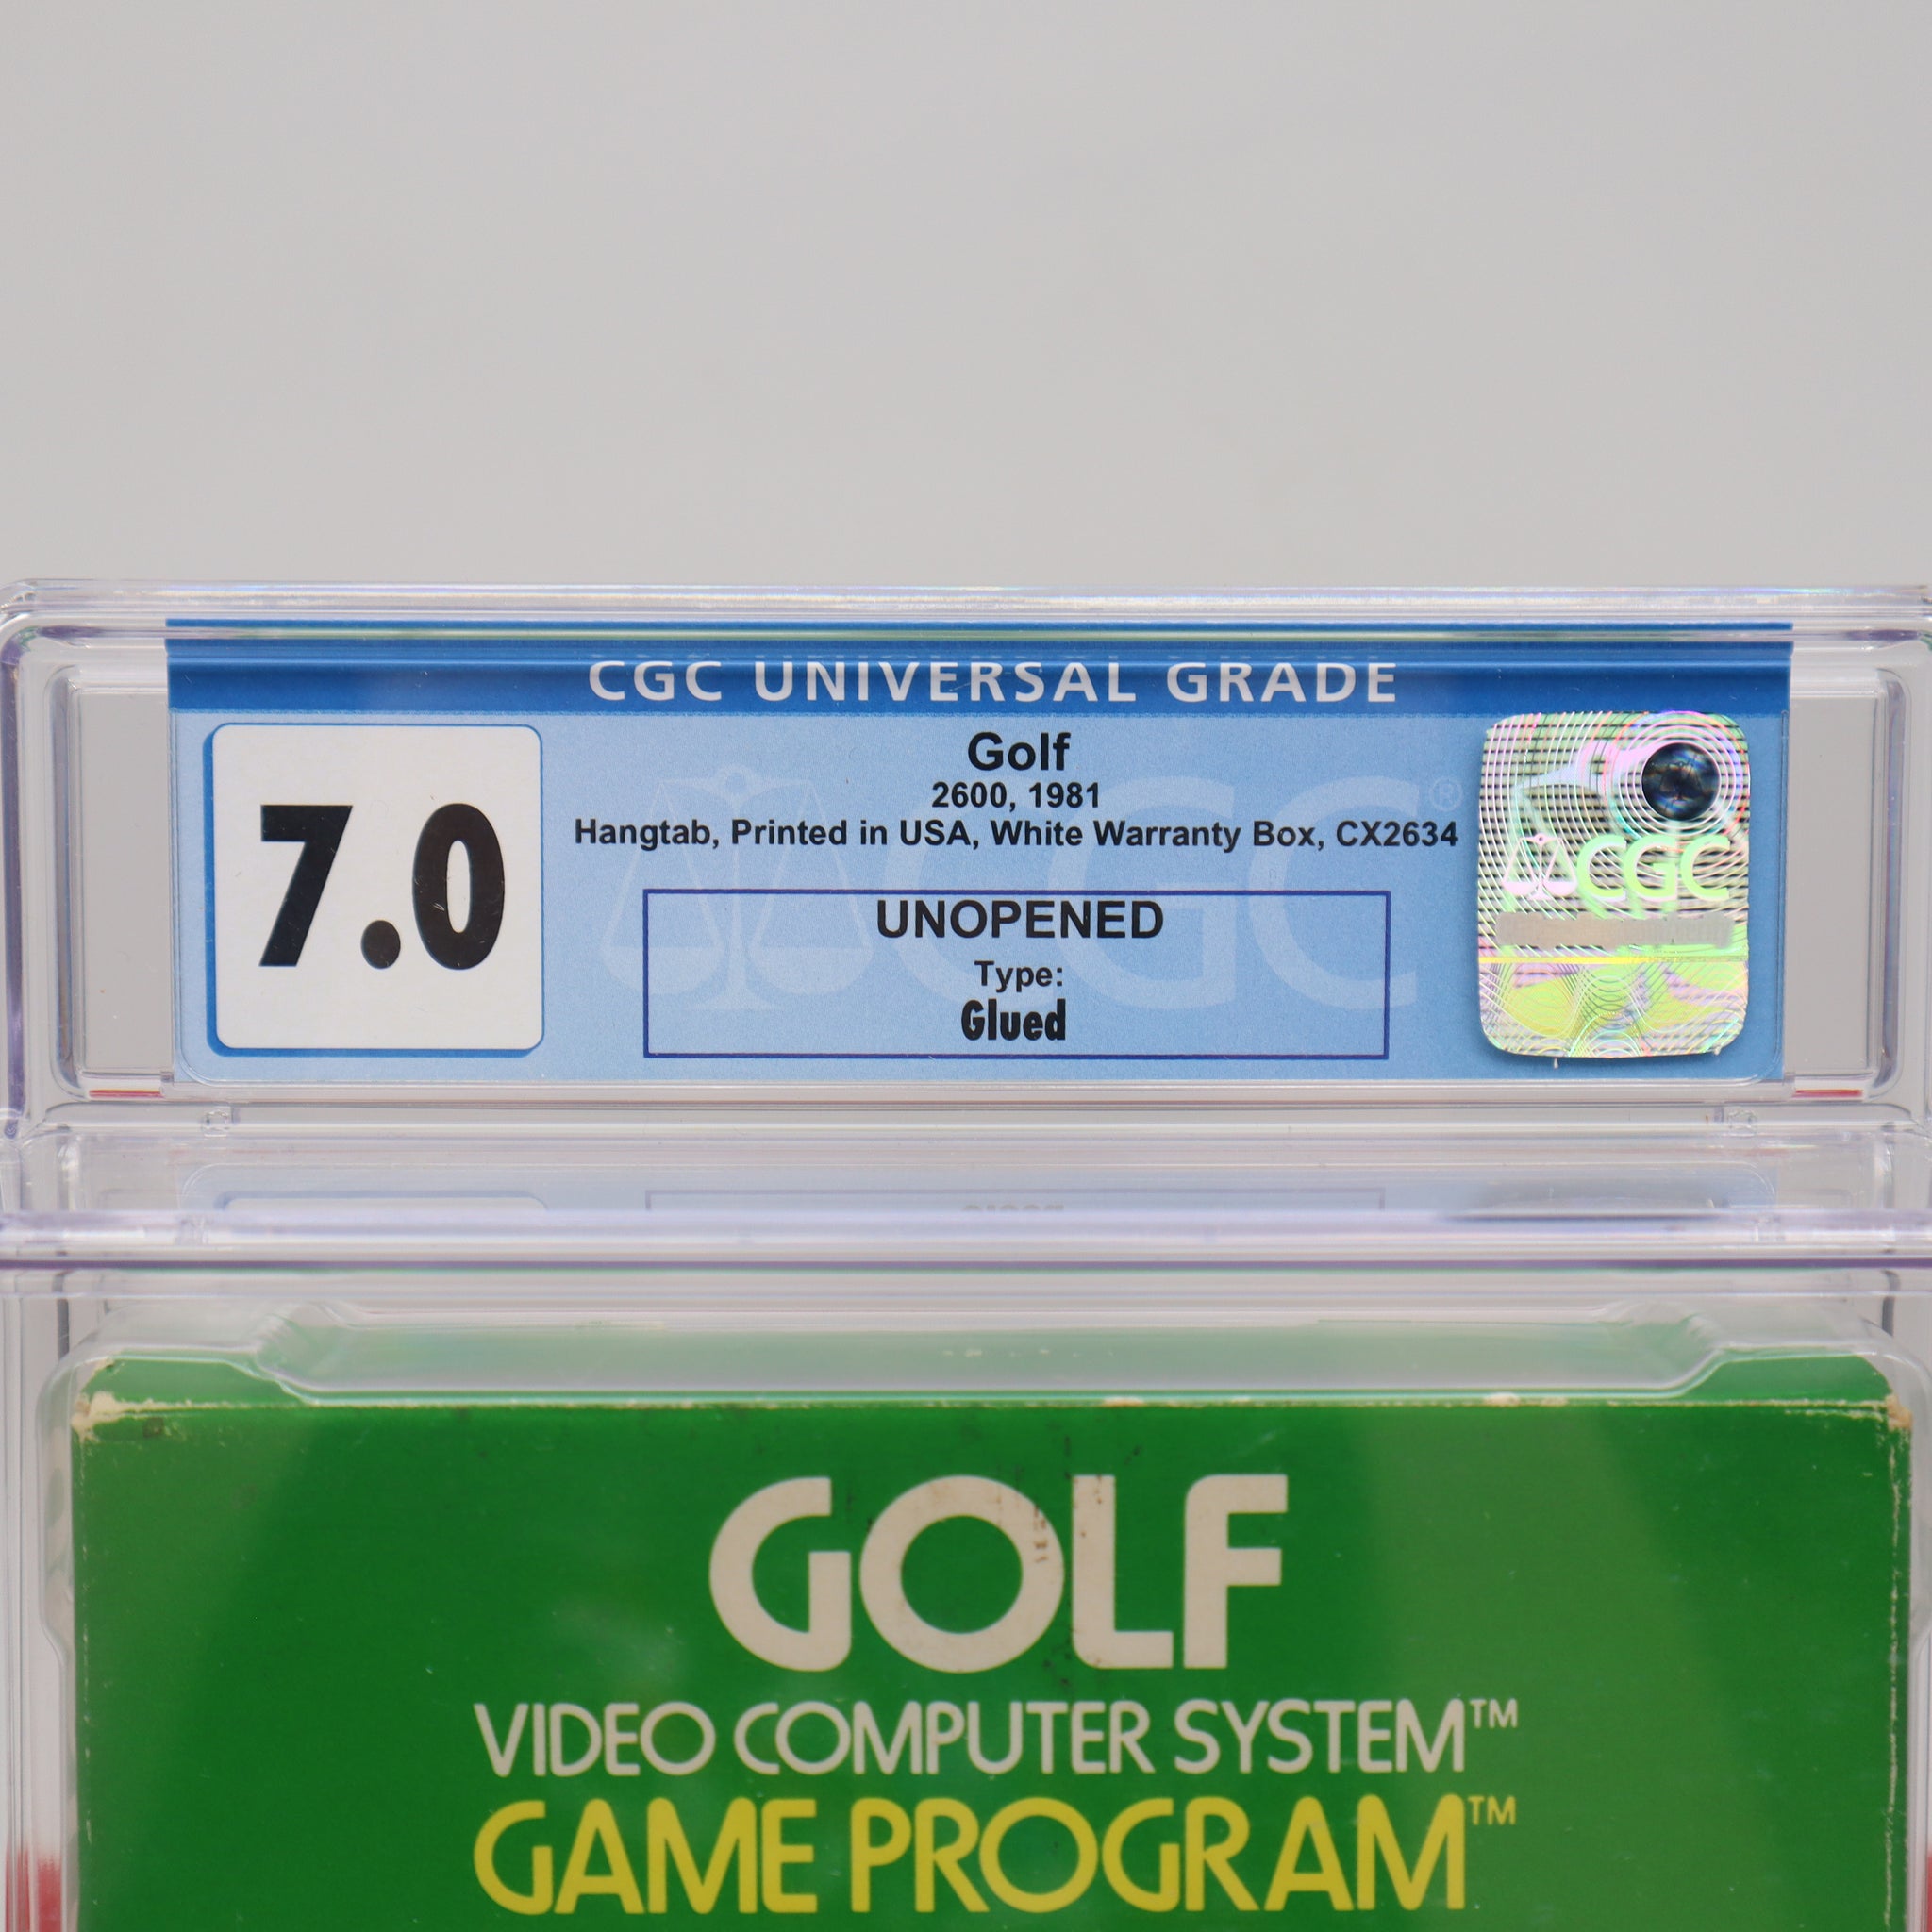 CGC UNIVERSAL GRADE
7.0
Golf
2600, 1981
Hangtab, Printed in USA, White Warranty Box, CX2634
UNOPENED
Type:
Glued
CGC
CGC®
GOLF
VIDEO COMPUTER SYSTEM™
GAME PROGRAM™